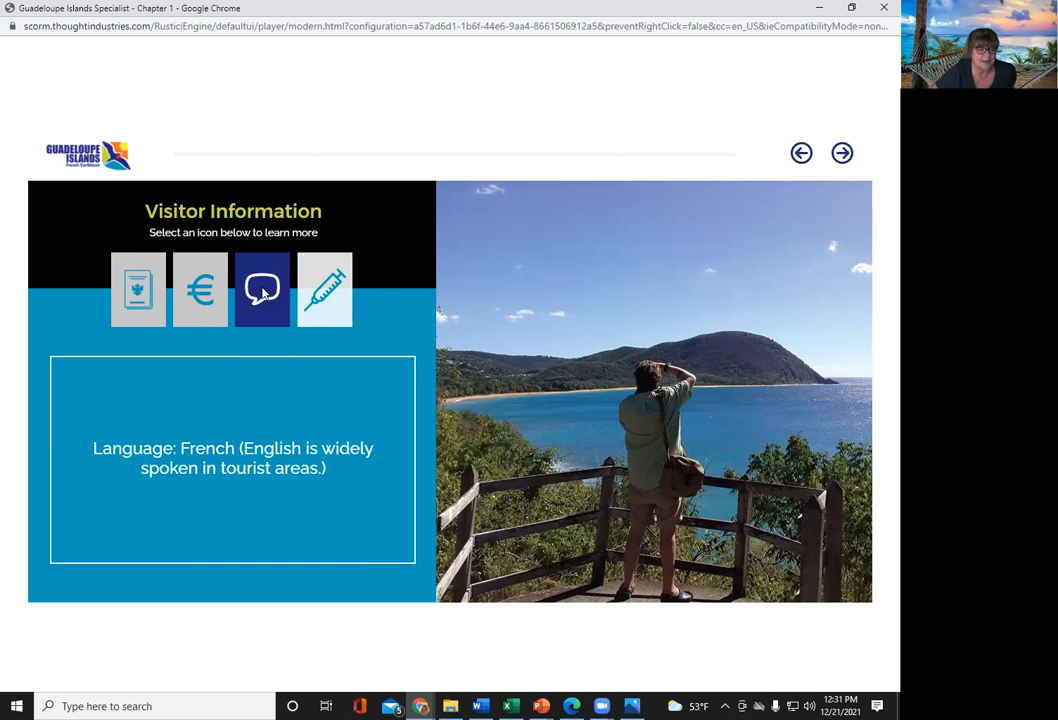 Guadeloupe Islands Specialist - Chapter 1 - Google Chrome
scorm.thoughtindustries.com/RusticiEngine/defaultui/player/modern.html?configuration=a57ad6d1-1b6f-44e6-9aa4-8661506912a5&preventRightClick=false&cc=en_US&ieCompatibilityMode=non...
GUADELOUPE
ISLANDS
French Caribbean
Visitor Information
Select an icon below to learn more
€
Language: French (English is widely
spoken in tourist areas.)
Type here to search
5
53°F
12:31 PM
12/21/2021